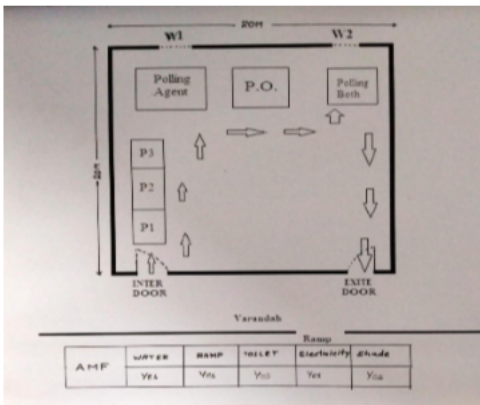 20M
W1
W2
Polling
Agent
P.O.
Polling
Both
P3
P2
P1
INTER
DOOR
EXITE
DOOR
Varandah
Ramp
AMF
WATER
RAMP
TOILET
Electricity
Shade
Yes
Yes
Yes
Yes
Yes